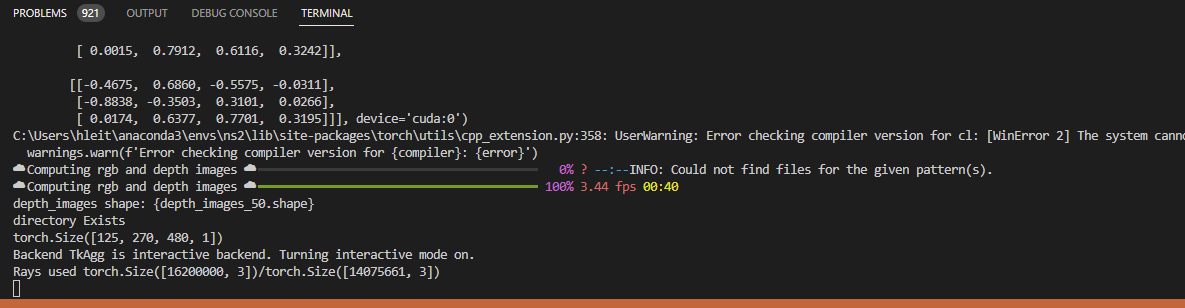 PROBLEMS 921 OUTPUT DEBUG CONSOLE TERMINAL
[ 0.0015, 0.7912, 0.6116, 0.3242]],
[[-0.4675, 0.6860, -0.5575, -0.0311],
[-0.8838, -0.3503, 0.3101, 0.0266],
[ 0.0174, 0.6377, 0.7701, 0.3195]]], device='cuda:0')
C:\Users\hleit\anaconda3\envs\ns2\lib\site-packages\torch\utils\cpp_extension.py:358: UserWarning: Error checking compiler version for cl: [WinError 2] The system canno
warnings.warn(f'Error checking compiler version for {compiler}: {error}')
Computing rgb and depth images 0% ? --:--INFO: Could not find files for the given pattern(s).
Computing rgb and depth images 100% 3.44 fps 00:40
depth_images shape: {depth_images_50.shape}
directory Exists
torch.Size([125, 270, 480, 1])
Backend TkAgg is interactive backend. Turning interactive mode on.
Rays used torch.Size([16200000, 3])/torch.Size([14075661, 3])